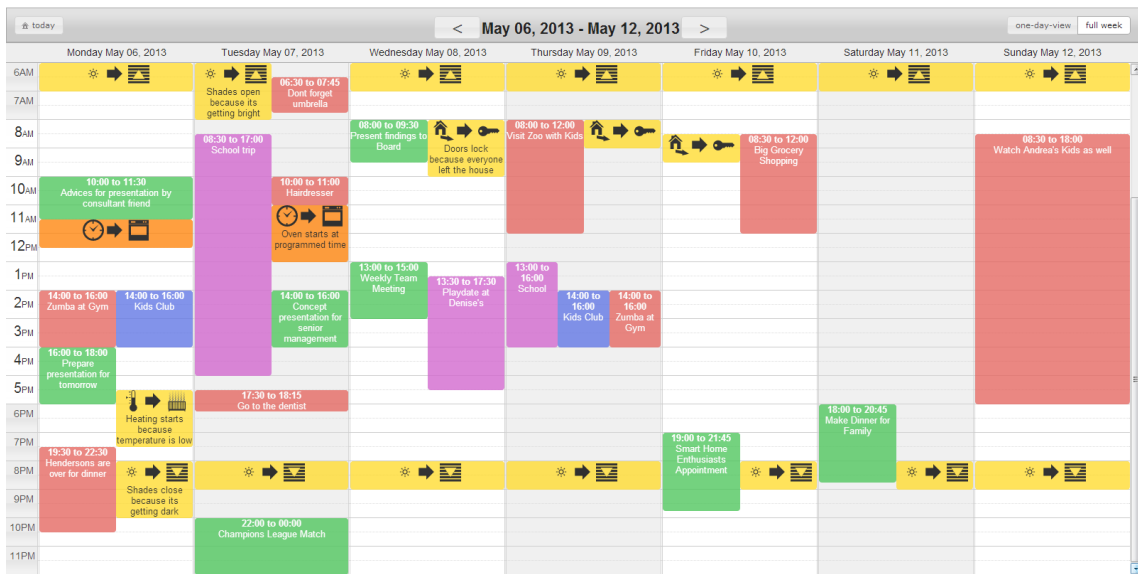 today
< May 06, 2013 - May 12, 2013 >
one-day-view full week
Monday May 06, 2013
Tuesday May 07, 2013
Wednesday May 08, 2013
Thursday May 09, 2013
Friday May 10, 2013
Saturday May 11, 2013
Sunday May 12, 2013
6AM
7AM
8AM
9AM
10AM
11AM
12PM
1PM
2PM
3PM
4PM
5PM
6PM
7PM
8PM
9PM
10PM
11PM
10:00 to 11:30
Advices for presentation by
consultant friend
14:00 to 16:00
Zumba at Gym
14:00 to 16:00
Kids Club
16:00 to 18:00
Prepare
presentation for
tomorrow
Heating starts
because
temperature is low
19:30 to 22:30
Hendersons are
over for dinner
Shades close
because its
getting dark
Shades open
because its
getting bright
06:30 to 07:45
Dont forget
umbrella
08:30 to 17:00
School trip
10:00 to 11:00
Hairdresser
Oven starts at
programmed time
14:00 to 16:00
Concept
presentation for
senior
management
17:30 to 18:15
Go to the dentist
22:00 to 00:00
Champions League Match
08:00 to 09:30
Present findings to
Board
Doors lock
because everyone
left the house
13:00 to 15:00
Weekly Team
Meeting
13:30 to 17:30
Playdate at
Denise's
08:00 to 12:00
Visit Zoo with Kids
13:00 to
16:00
School
14:00 to
16:00
Kids Club
14:00 to
16:00
Zumba at
Gym
08:30 to 12:00
Big Grocery
Shopping
19:00 to 21:45
Smart Home
Enthusiasts
Appointment
18:00 to 20:45
Make Dinner for
Family
08:30 to 18:00
Watch Andrea's Kids as well